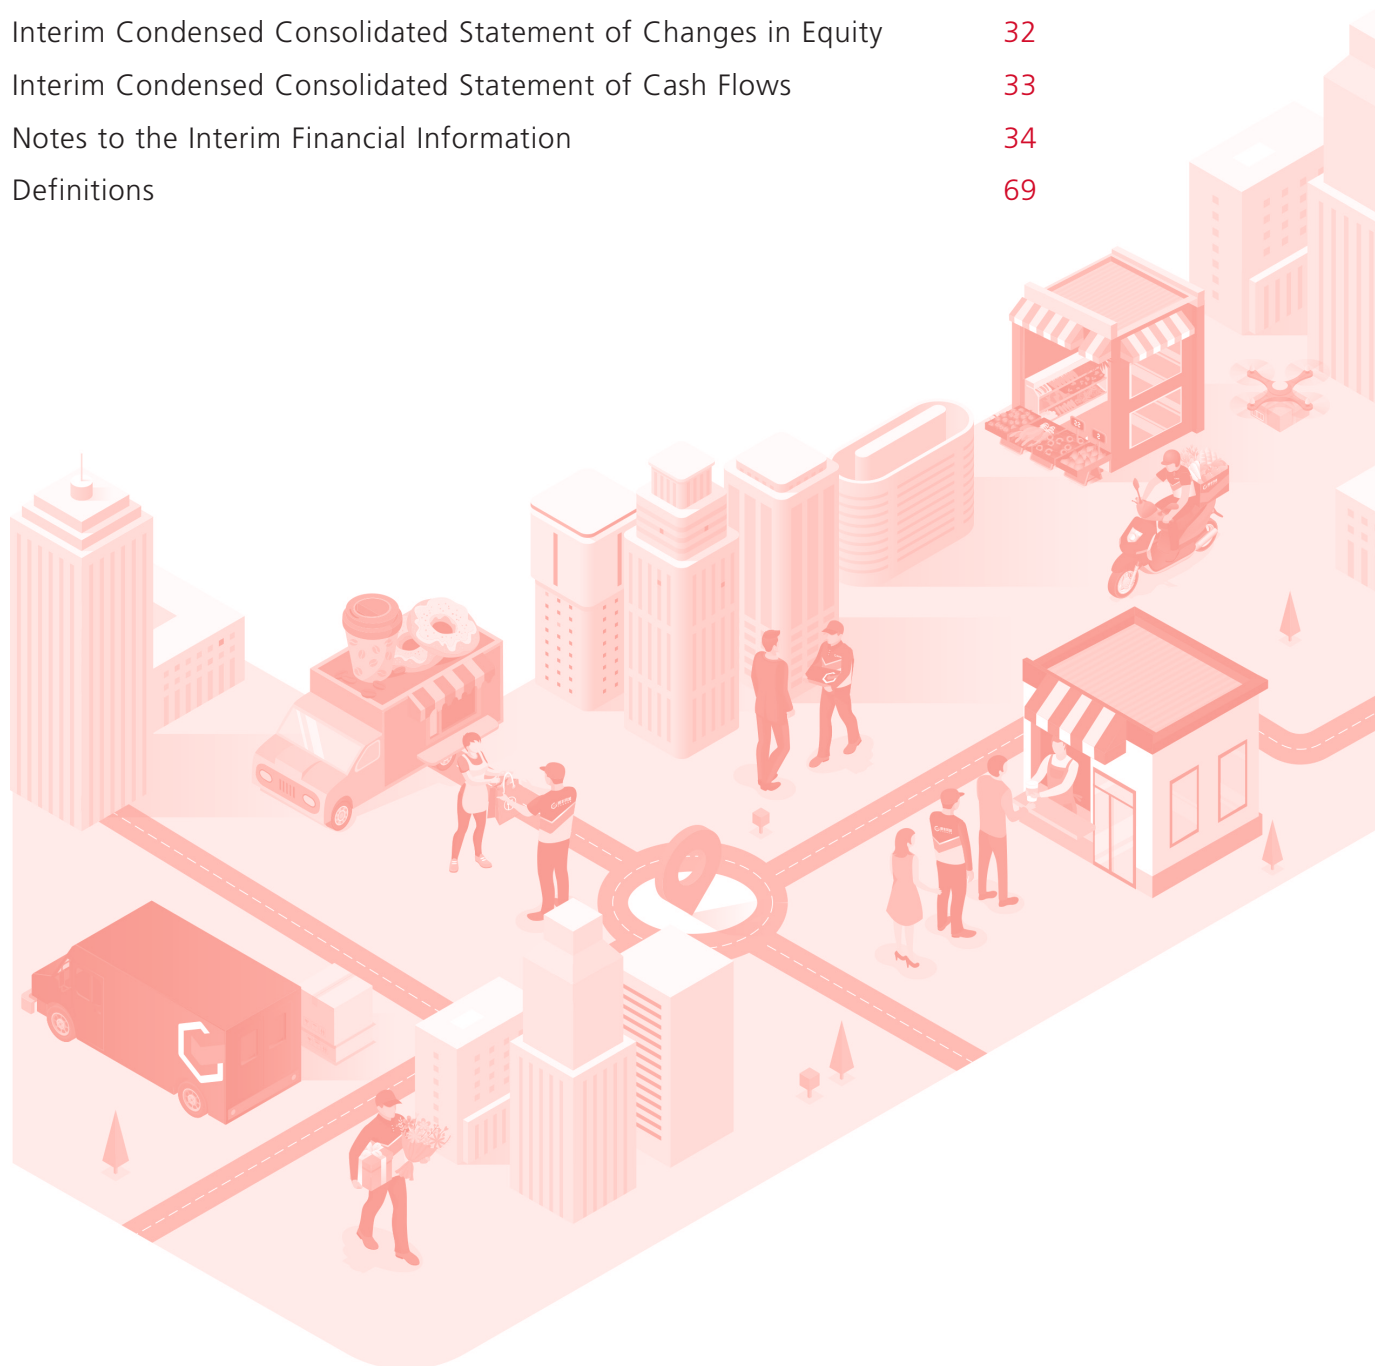 Interim Condensed Consolidated Statement of Changes in Equity 32
Interim Condensed Consolidated Statement of Cash Flows 33
Notes to the Interim Financial Information 34
Definitions 69